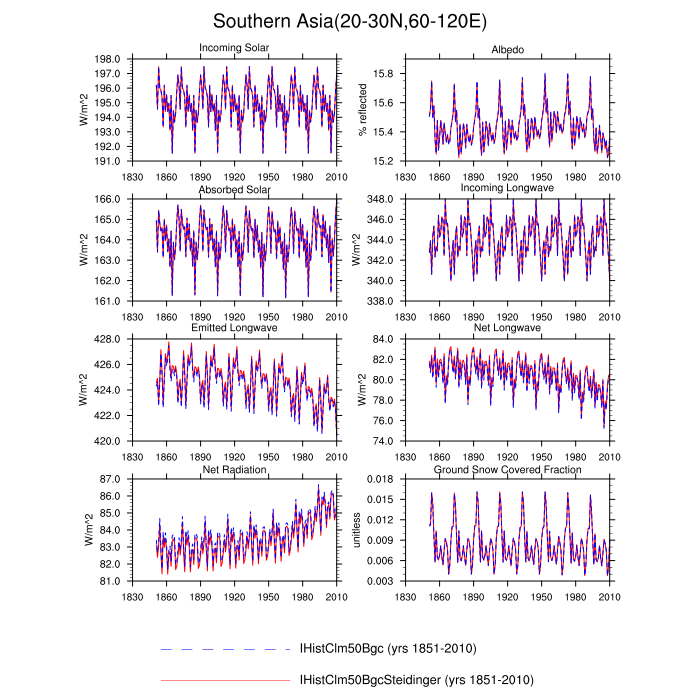 Southern Asia(20-30N,60-120E)
Incoming Solar
W/m^2
198.0
197.0
196.0
195.0
194.0
193.0
192.0
191.0
1830 1860 1890 1920 1950 1980 2010
Albedo
% reflected
15.8
15.6
15.4
15.2
1830 1860 1890 1920 1950 1980 2010
Absorbed Solar
W/m^2
166.0
165.0
164.0
163.0
162.0
161.0
1830 1860 1890 1920 1950 1980 2010
Incoming Longwave
W/m^2
348.0
346.0
344.0
342.0
340.0
338.0
1830 1860 1890 1920 1950 1980 2010
Emitted Longwave
W/m^2
428.0
426.0
424.0
422.0
420.0
1830 1860 1890 1920 1950 1980 2010
Net Longwave
W/m^2
84.0
82.0
80.0
78.0
76.0
74.0
1830 1860 1890 1920 1950 1980 2010
Net Radiation
W/m^2
87.0
86.0
85.0
84.0
83.0
82.0
81.0
1830 1860 1890 1920 1950 1980 2010
Ground Snow Covered Fraction
unitless
0.018
0.015
0.012
0.009
0.006
0.003
1830 1860 1890 1920 1950 1980 2010
IHistClm50Bgc (yrs 1851-2010)
IHistClm50BgcSteidinger (yrs 1851-2010)